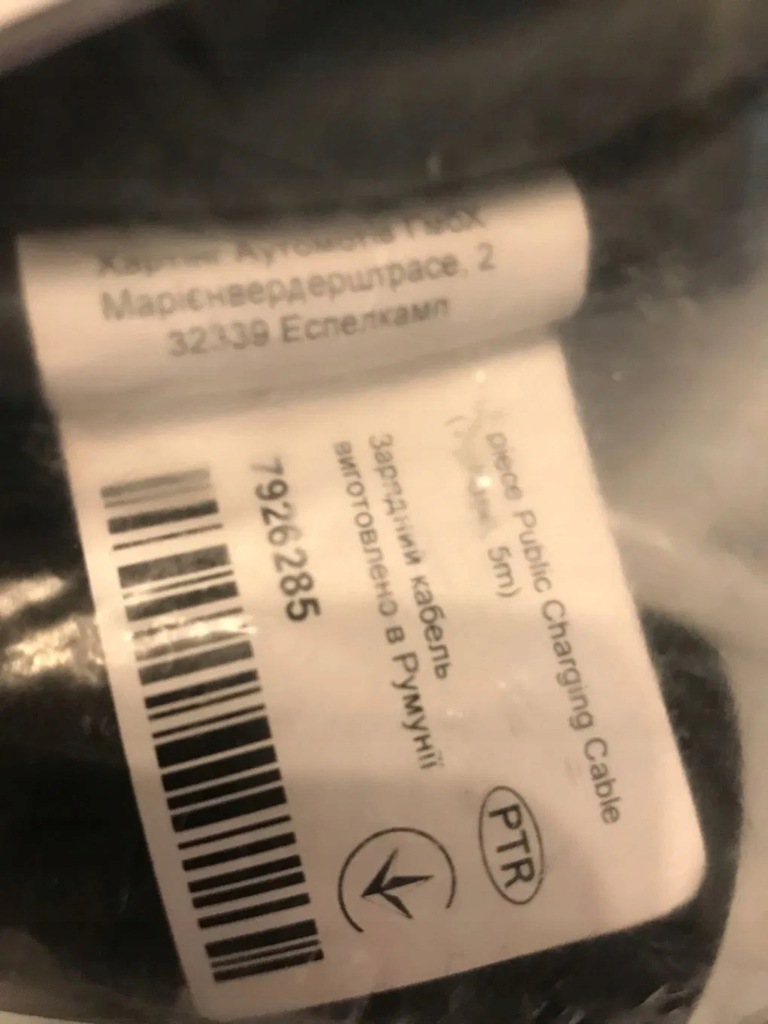 Марієнвердерштрасе, 2
32339 Еспелкамп
piece Public Charging Cable
5m)
Зарядний кабель
виготовлено в Румунії
7926285
PTR